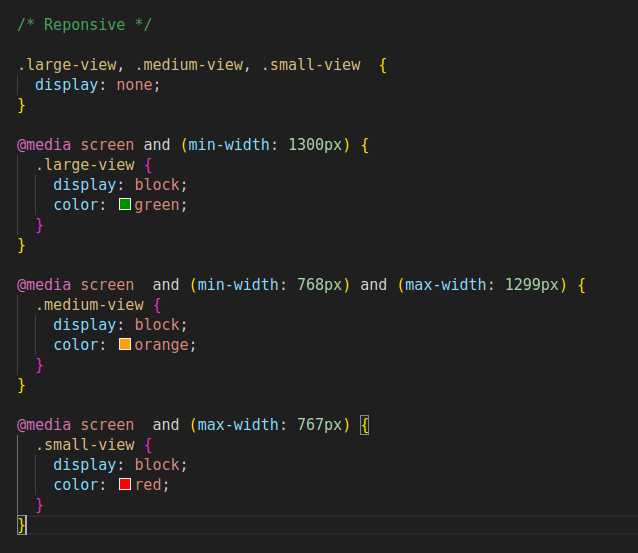 /* Reponsive */
.large-view, .medium-view, .small-view  {
  display: none;
}
@media screen and (min-width: 1300px) {
  .large-view {
    display: block;
    color: green;
  }
}
@media screen  and (min-width: 768px) and (max-width: 1299px) {
  .medium-view {
    display: block;
    color: orange;
  }
}
@media screen  and (max-width: 767px) {
  .small-view {
    display: block;
    color: red;
  }
}